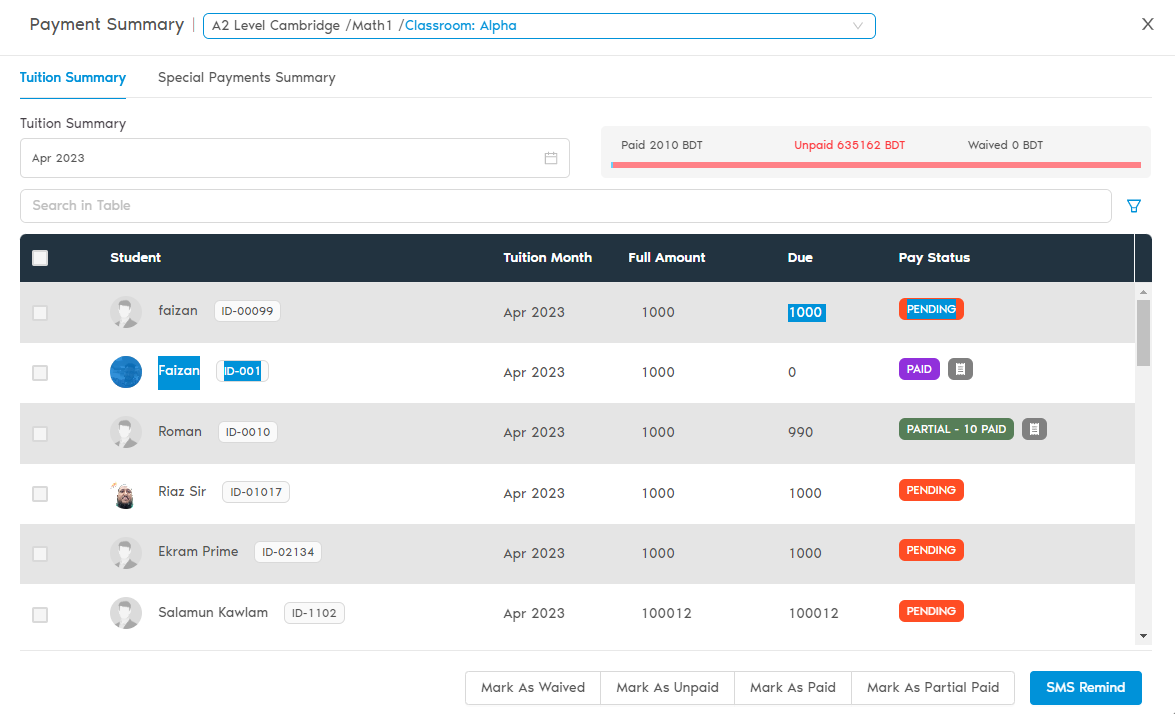 Payment Summary | A2 Level Cambridge /Math1 /Classroom: Alpha X
Tuition Summary Special Payments Summary
Tuition Summary
Apr 2023
Paid 2010 BDT Unpaid 635162 BDT Waived 0 BDT
Search in Table
Student Tuition Month Full Amount Due Pay Status
faizan ID-00099 Apr 2023 1000 1000 PENDING
Faizan ID-001 Apr 2023 1000 0 PAID
Roman ID-0010 Apr 2023 1000 990 PARTIAL - 10 PAID
Riaz Sir ID-01017 Apr 2023 1000 1000 PENDING
Ekram Prime ID-02134 Apr 2023 1000 1000 PENDING
Salamun Kawlam ID-1102 Apr 2023 100012 100012 PENDING
Mark As Waived Mark As Unpaid Mark As Paid Mark As Partial Paid SMS Remind